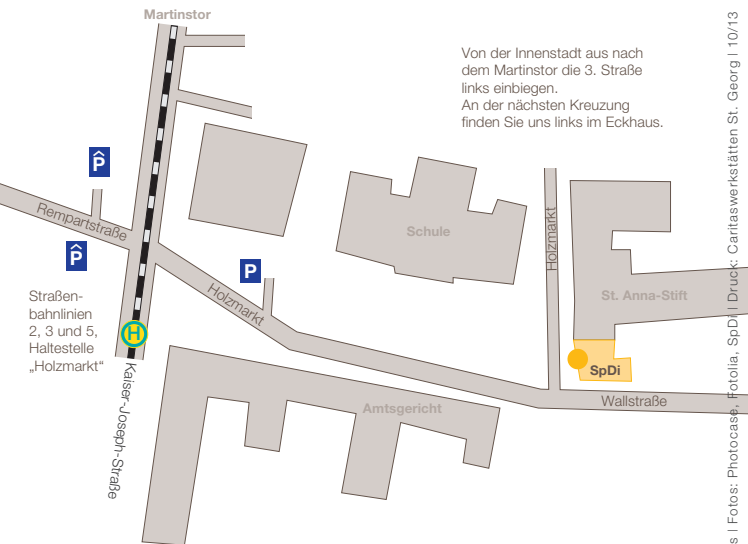 Martinstor
Von der Innenstadt aus nach
dem Martinstor die 3. Straße
links einbiegen.
An der nächsten Kreuzung
finden Sie uns links im Eckhaus.
P
Rempartstraße
P
Schule
Holzmarkt
P
Holzmarkt
St. Anna-Stift
Straßen-
bahnlinien
2, 3 und 5,
Haltestelle
„Holzmarkt“
H
SpDi
Kaiser-Joseph-Straße
Amtsgericht
Wallstraße
s | Fotos: Photocase, Fotolia, SpDi | Druck: Caritaswerkstätten St. Georg | 10/13